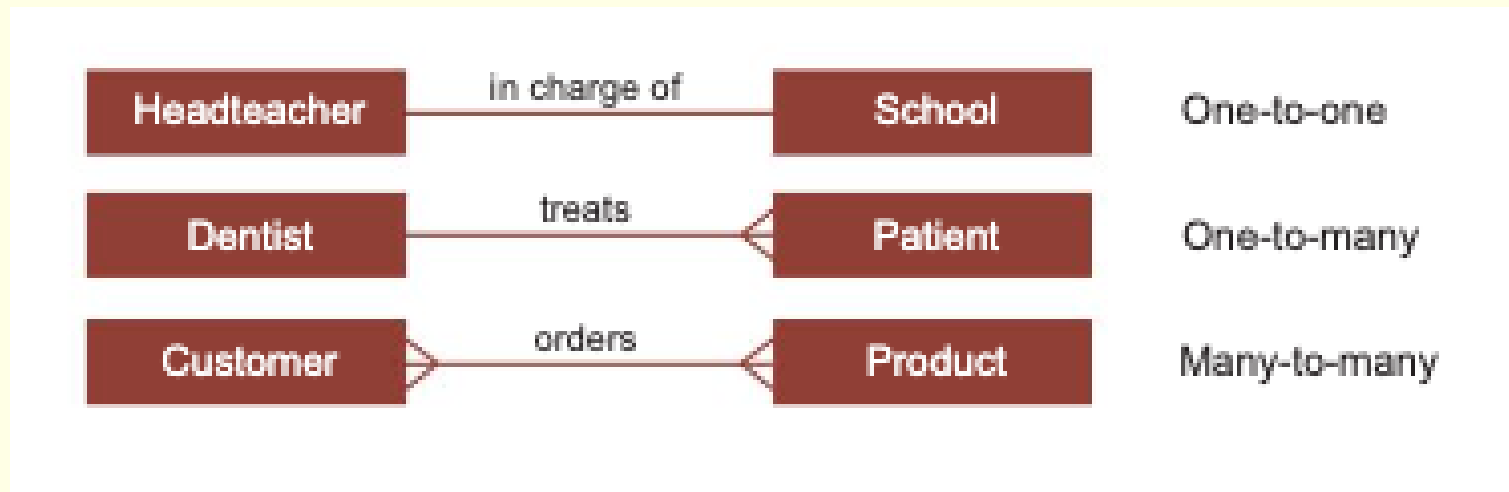 Headteacher in charge of School One-to-one
Dentist treats Patient One-to-many
Customer orders Product Many-to-many